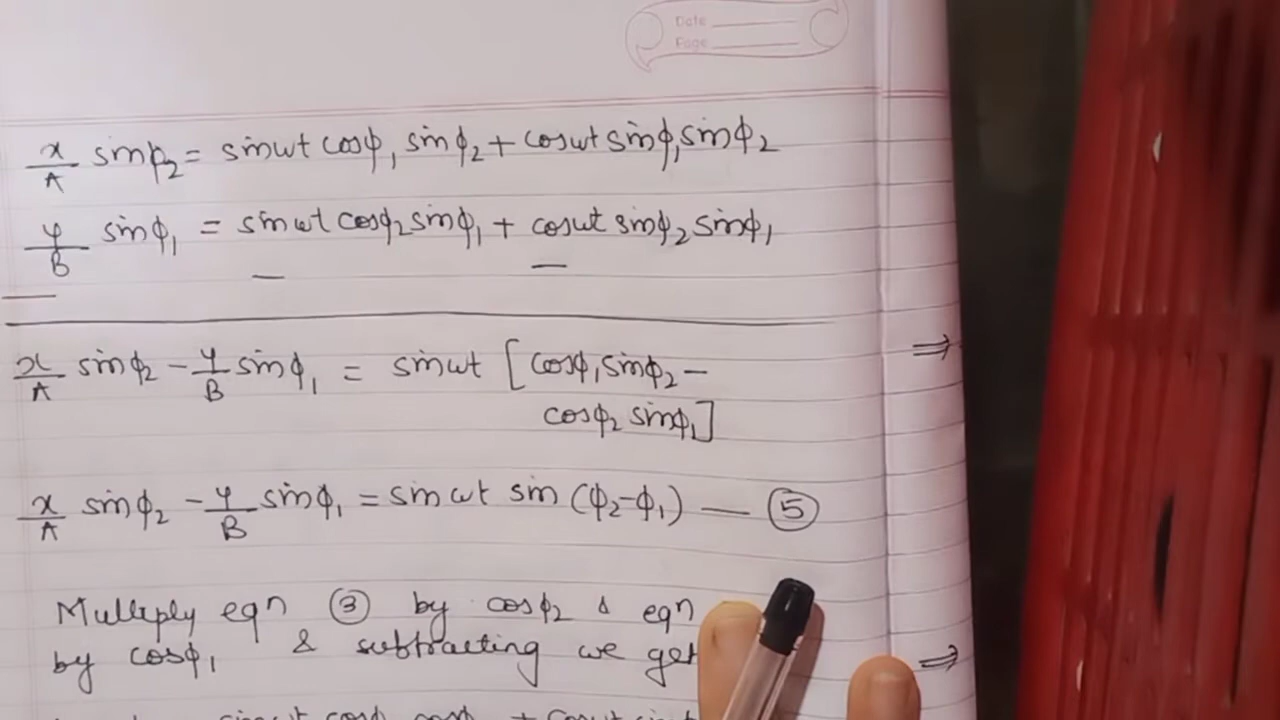 Date
Page
x/A sinϕ₂ = sinωt cosϕ₁ sinϕ₂ + cosωt sinϕ₁ sinϕ₂
y/B sinϕ₁ = sinωt cosϕ₂ sinϕ₁ + cosωt sinϕ₂ sinϕ₁
x/A sinϕ₂ - y/B sinϕ₁ = sinωt [cosϕ₁ sinϕ₂ -
cosϕ₂ sinϕ₁]
x/A sinϕ₂ - y/B sinϕ₁ = sinωt sin (ϕ₂-ϕ₁) — ⑤
Multiply eqn ③ by cosϕ₂ & eqn
by cosϕ₁ & subtracting we get